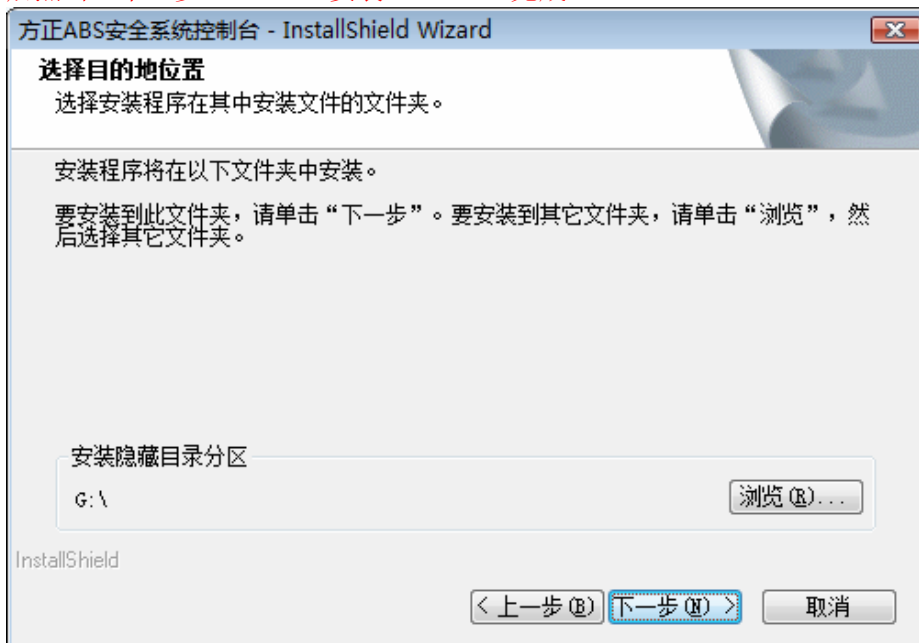 方正ABS安全系统控制台 - InstallShield Wizard
选择目的地位置
选择安装程序在其中安装文件的文件夹。
安装程序将在以下文件夹中安装。
要安装到此文件夹，请单击“下一步”。要安装到其它文件夹，请单击“浏览”，然
后选择其它文件夹。
安装隐藏目录分区
G:\
浏览(R)...
InstallShield
< 上一步(B)
下一步(N) >
取消